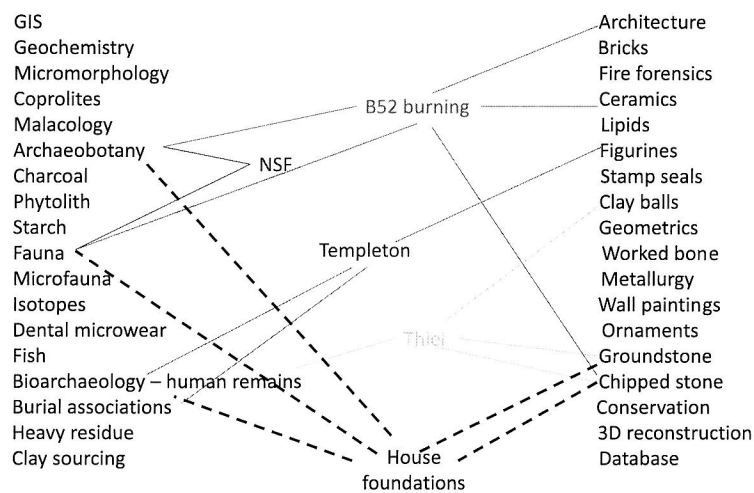 GIS
Geochemistry
Micromorphology
Coprolites
Malacology
Archaeobotany
Charcoal
Phytolith
Starch
Fauna
Microfauna
Isotopes
Dental microwear
Fish
Bioarchaeology – human remains
Burial associations
Heavy residue
Clay sourcing
B52 burning
NSF
Templeton
Thiel
House
foundations
Architecture
Bricks
Fire forensics
Ceramics
Lipids
Figurines
Stamp seals
Clay balls
Geometrics
Worked bone
Metallurgy
Wall paintings
Ornaments
Groundstone
Chipped stone
Conservation
3D reconstruction
Database